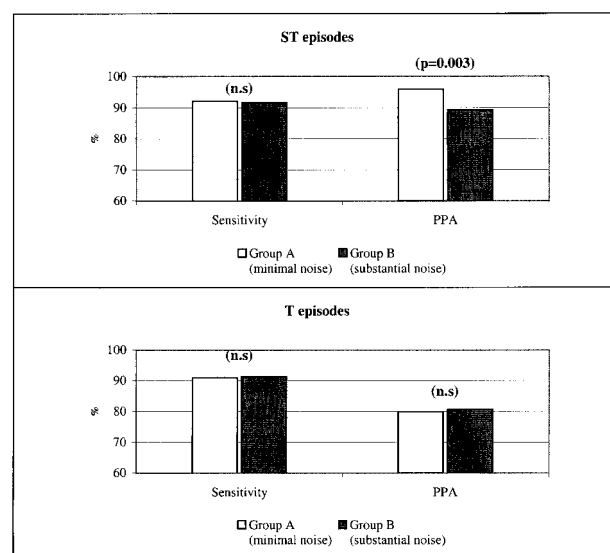 ST episodes
(p=0.003)
(n.s)
100
90
80
70
60
%
Sensitivity PPA
Group A Group B
(minimal noise) (substantial noise)
T episodes
(n.s)
(n.s)
100
90
80
70
60
%
Sensitivity PPA
Group A Group B
(minimal noise) (substantial noise)